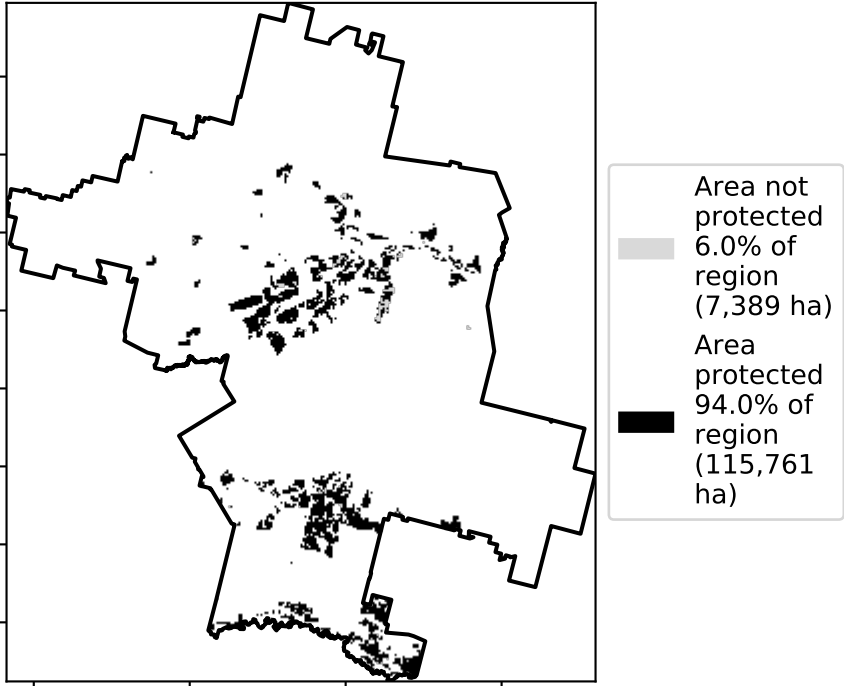 Area not
protected
6.0% of
region
(7,389 ha)
Area
protected
94.0% of
region
(115,761
ha)